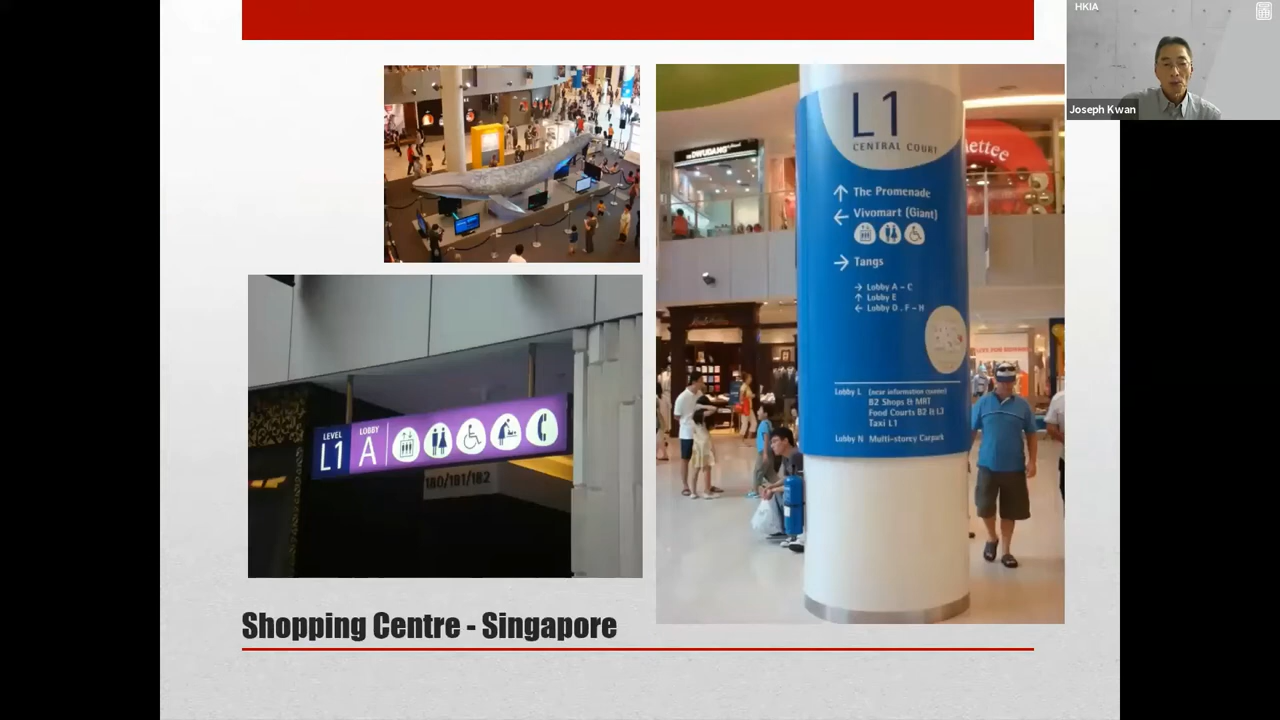 HKIA
Joseph Kwan
L1
CENTRAL COURT
The Promenade
Vivomart (Giant)
Tangs
Lobby A – C
Lobby E
Lobby D . F – H
Lobby L (near information counter)
B2 Shops & MRT
Food Courts B2 & L3
Taxi L1
Lobby N Multi-storey Carpark
LEVEL
L1
LOBBY
A
180/181/182
Shopping Centre - Singapore